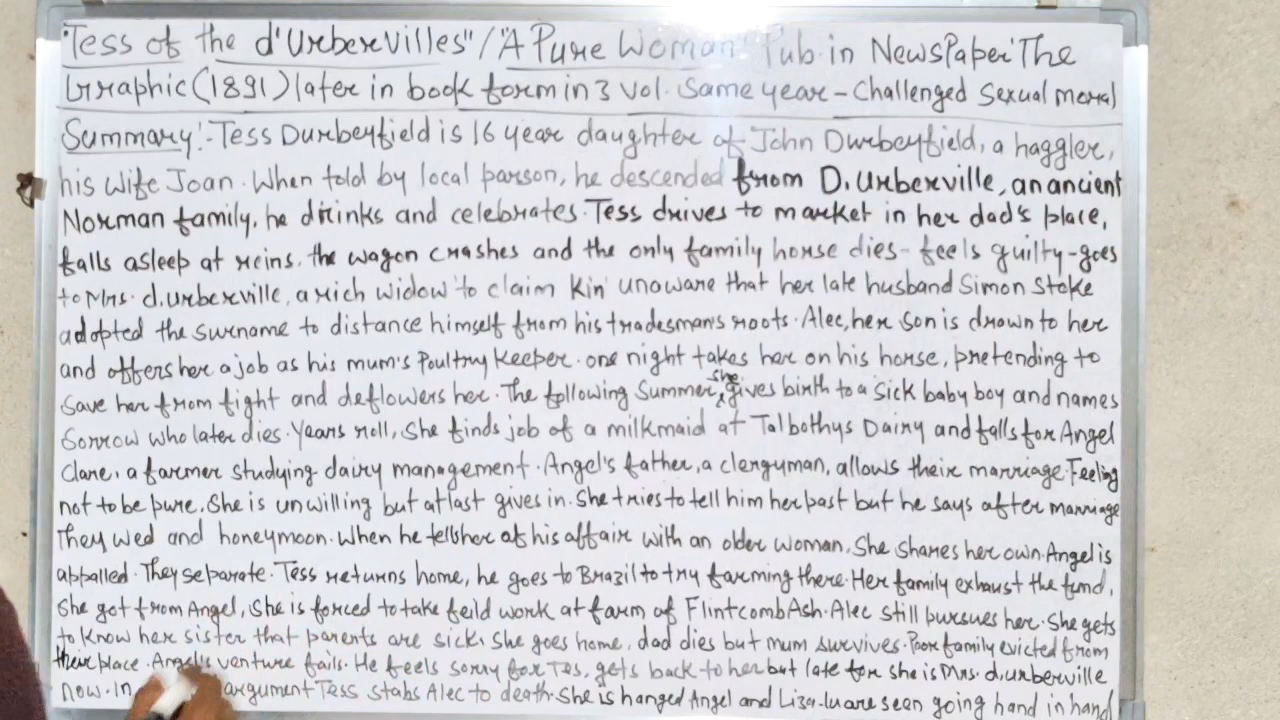 "Tess of the d'Urbervilles"/"A Pure Woman" Pub. in NewsPaper 'The
Graphic (1891) later in book form in 3 vol. same year - Challenged Sexual moral
Summary:- Tess Durbeyfield is 16 year daughter of John Durbeyfield, a haggler,
his wife Joan. When told by local parson, he descended from D. Urberville, an ancient
Norman family, he drinks and celebrates. Tess drives to market in her dad's place,
falls asleep at reins, the wagon crashes and the only family horse dies - feels guilty - goes
to Mrs. d.urberville, a rich widow 'to claim kin' unaware that her late husband Simon Stoke
adopted the surname to distance himself from his tradesman's roots. Alec, her son is drawn to her
and offers her a job as his mum's Poultry Keeper. one night takes her on his horse, pretending to
save her from fight and deflowers her. The following Summer, she gives birth to a sick baby boy and names
Sorrow who later dies. Years roll, She finds job of a milkmaid at Talbothys Dairy and falls for Angel
Clare, a farmer studying dairy management. Angel's father, a clergyman, allows their marriage. Feeling
not to be pure, She is unwilling but at last gives in. She tries to tell him her past but he says after marriage
They wed and honeymoon. When he tells her of his affair with an older woman, She shares her own. Angel is
appalled. They separate. Tess returns home, he goes to Brazil to try farming there. Her family exhaust the fund,
She got from Angel, She is forced to take feild work at farm of Flintcomb Ash. Alec still pursues her. She gets
to know her sister that parents are sick. She goes home, dad dies but mum survives. Poor family evicted from
their place. Angel's venture fails. He feels sorry for Tes, gets back to her but late for she is Mrs. d.urberville
now. In argument Tess stabs Alec to death. She is hanged Angel and Liza-lu are seen going hand in hand